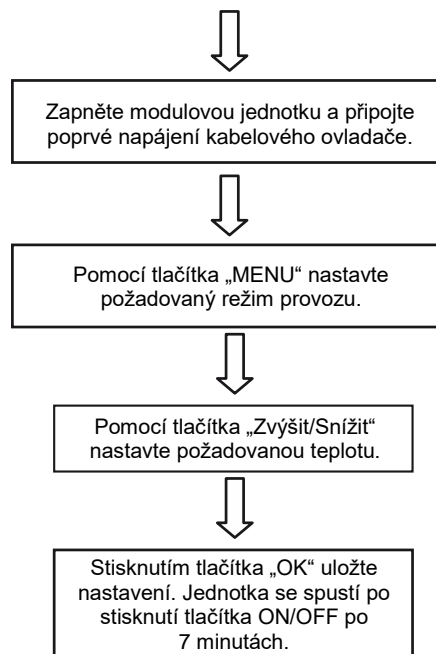 Zapněte modulovou jednotku a připojte
poprvé napájení kabelového ovladače.
Pomocí tlačítka „MENU“ nastavte
požadovaný režim provozu.
Pomocí tlačítka „Zvýšit/Snížit“
nastavte požadovanou teplotu.
Stisknutím tlačítka „OK“ uložte
nastavení. Jednotka se spustí po
stisknutí tlačítka ON/OFF po
7 minutách.